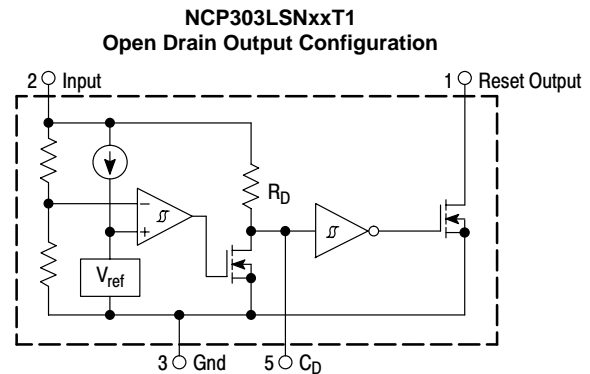 NCP303LSNxxT1
Open Drain Output Configuration
2 Input
1 Reset Output
RD
−
+
Vref
3 Gnd
5 CD